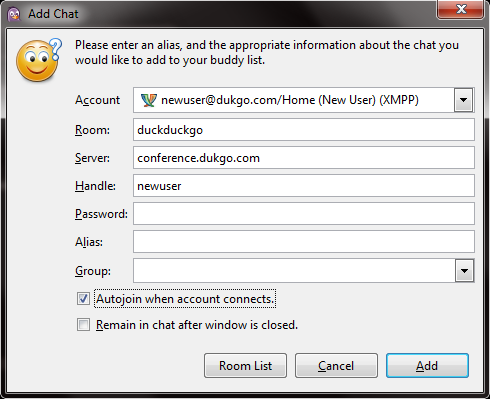 Add Chat
Please enter an alias, and the appropriate information about the chat you
would like to add to your buddy list.
Account newuser@dukgo.com/Home (New User) (XMPP)
Room: duckduckgo
Server: conference.dukgo.com
Handle: newuser
Password:
Alias:
Group:
Autojoin when account connects.
Remain in chat after window is closed.
Room List Cancel Add